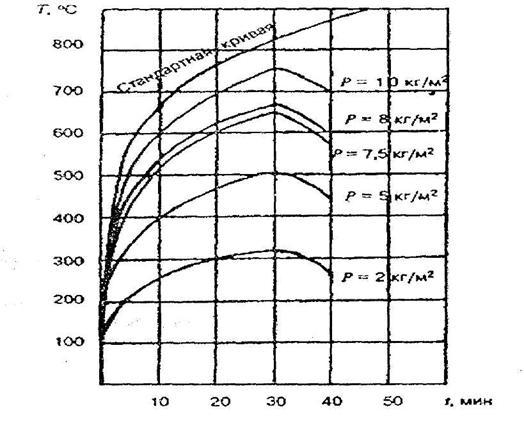 T, °C
800
700
600
500
400
300
200
100
Стандартная кривая
P = 10 кг/м²
P = 8 кг/м²
P = 7,5 кг/м²
P = 5 кг/м²
P = 2 кг/м²
10 20 30 40 50 t, мин